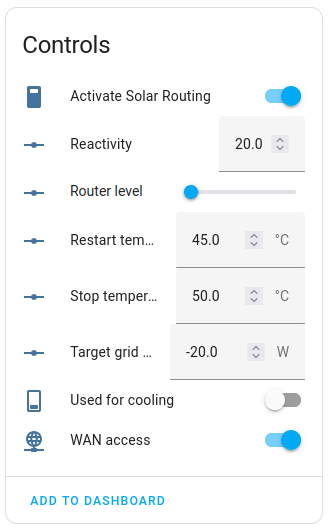 Controls
Activate Solar Routing
Reactivity 20.0
Router level
Restart tem... 45.0 °C
Stop temper... 50.0 °C
Target grid ... -20.0 W
Used for cooling
WAN access
ADD TO DASHBOARD